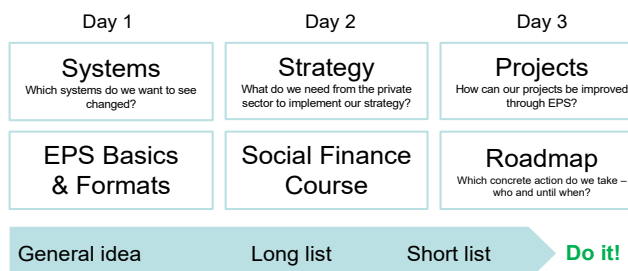 Day 1
Day 2
Day 3
Systems
Which systems do we want to see
changed?
Strategy
What do we need from the private
sector to implement our strategy?
Projects
How can our projects be improved
through EPS?
EPS Basics
& Formats
Social Finance
Course
Roadmap
Which concrete action do we take –
who and until when?
General idea
Long list
Short list
Do it!